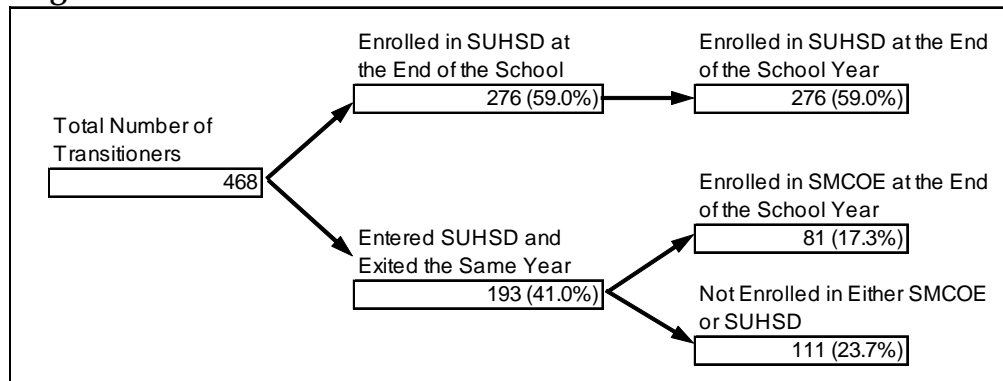 Total Number of
Transitioners
468
Enrolled in SUHSD at
the End of the School
276 (59.0%)
Entered SUHSD and
Exited the Same Year
193 (41.0%)
Enrolled in SUHSD at the End
of the School Year
276 (59.0%)
Enrolled in SMCOE at the End
of the School Year
81 (17.3%)
Not Enrolled in Either SMCOE
or SUHSD
111 (23.7%)